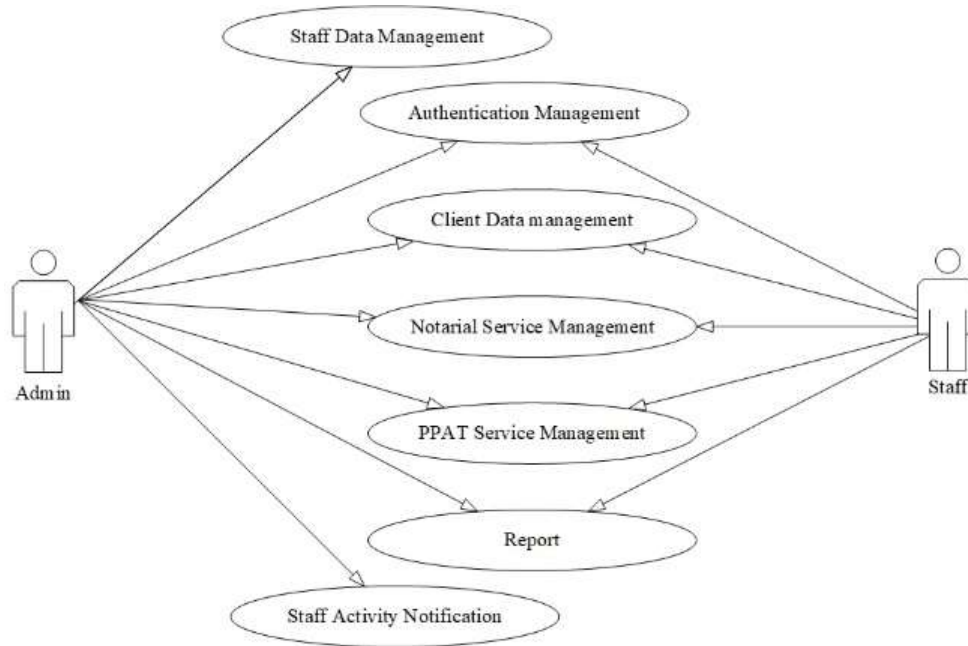 Staff Data Management
Authentication Management
Client Data management
Notarial Service Management
Admin
Staff
PPAT Service Management
Report
Staff Activity Notification